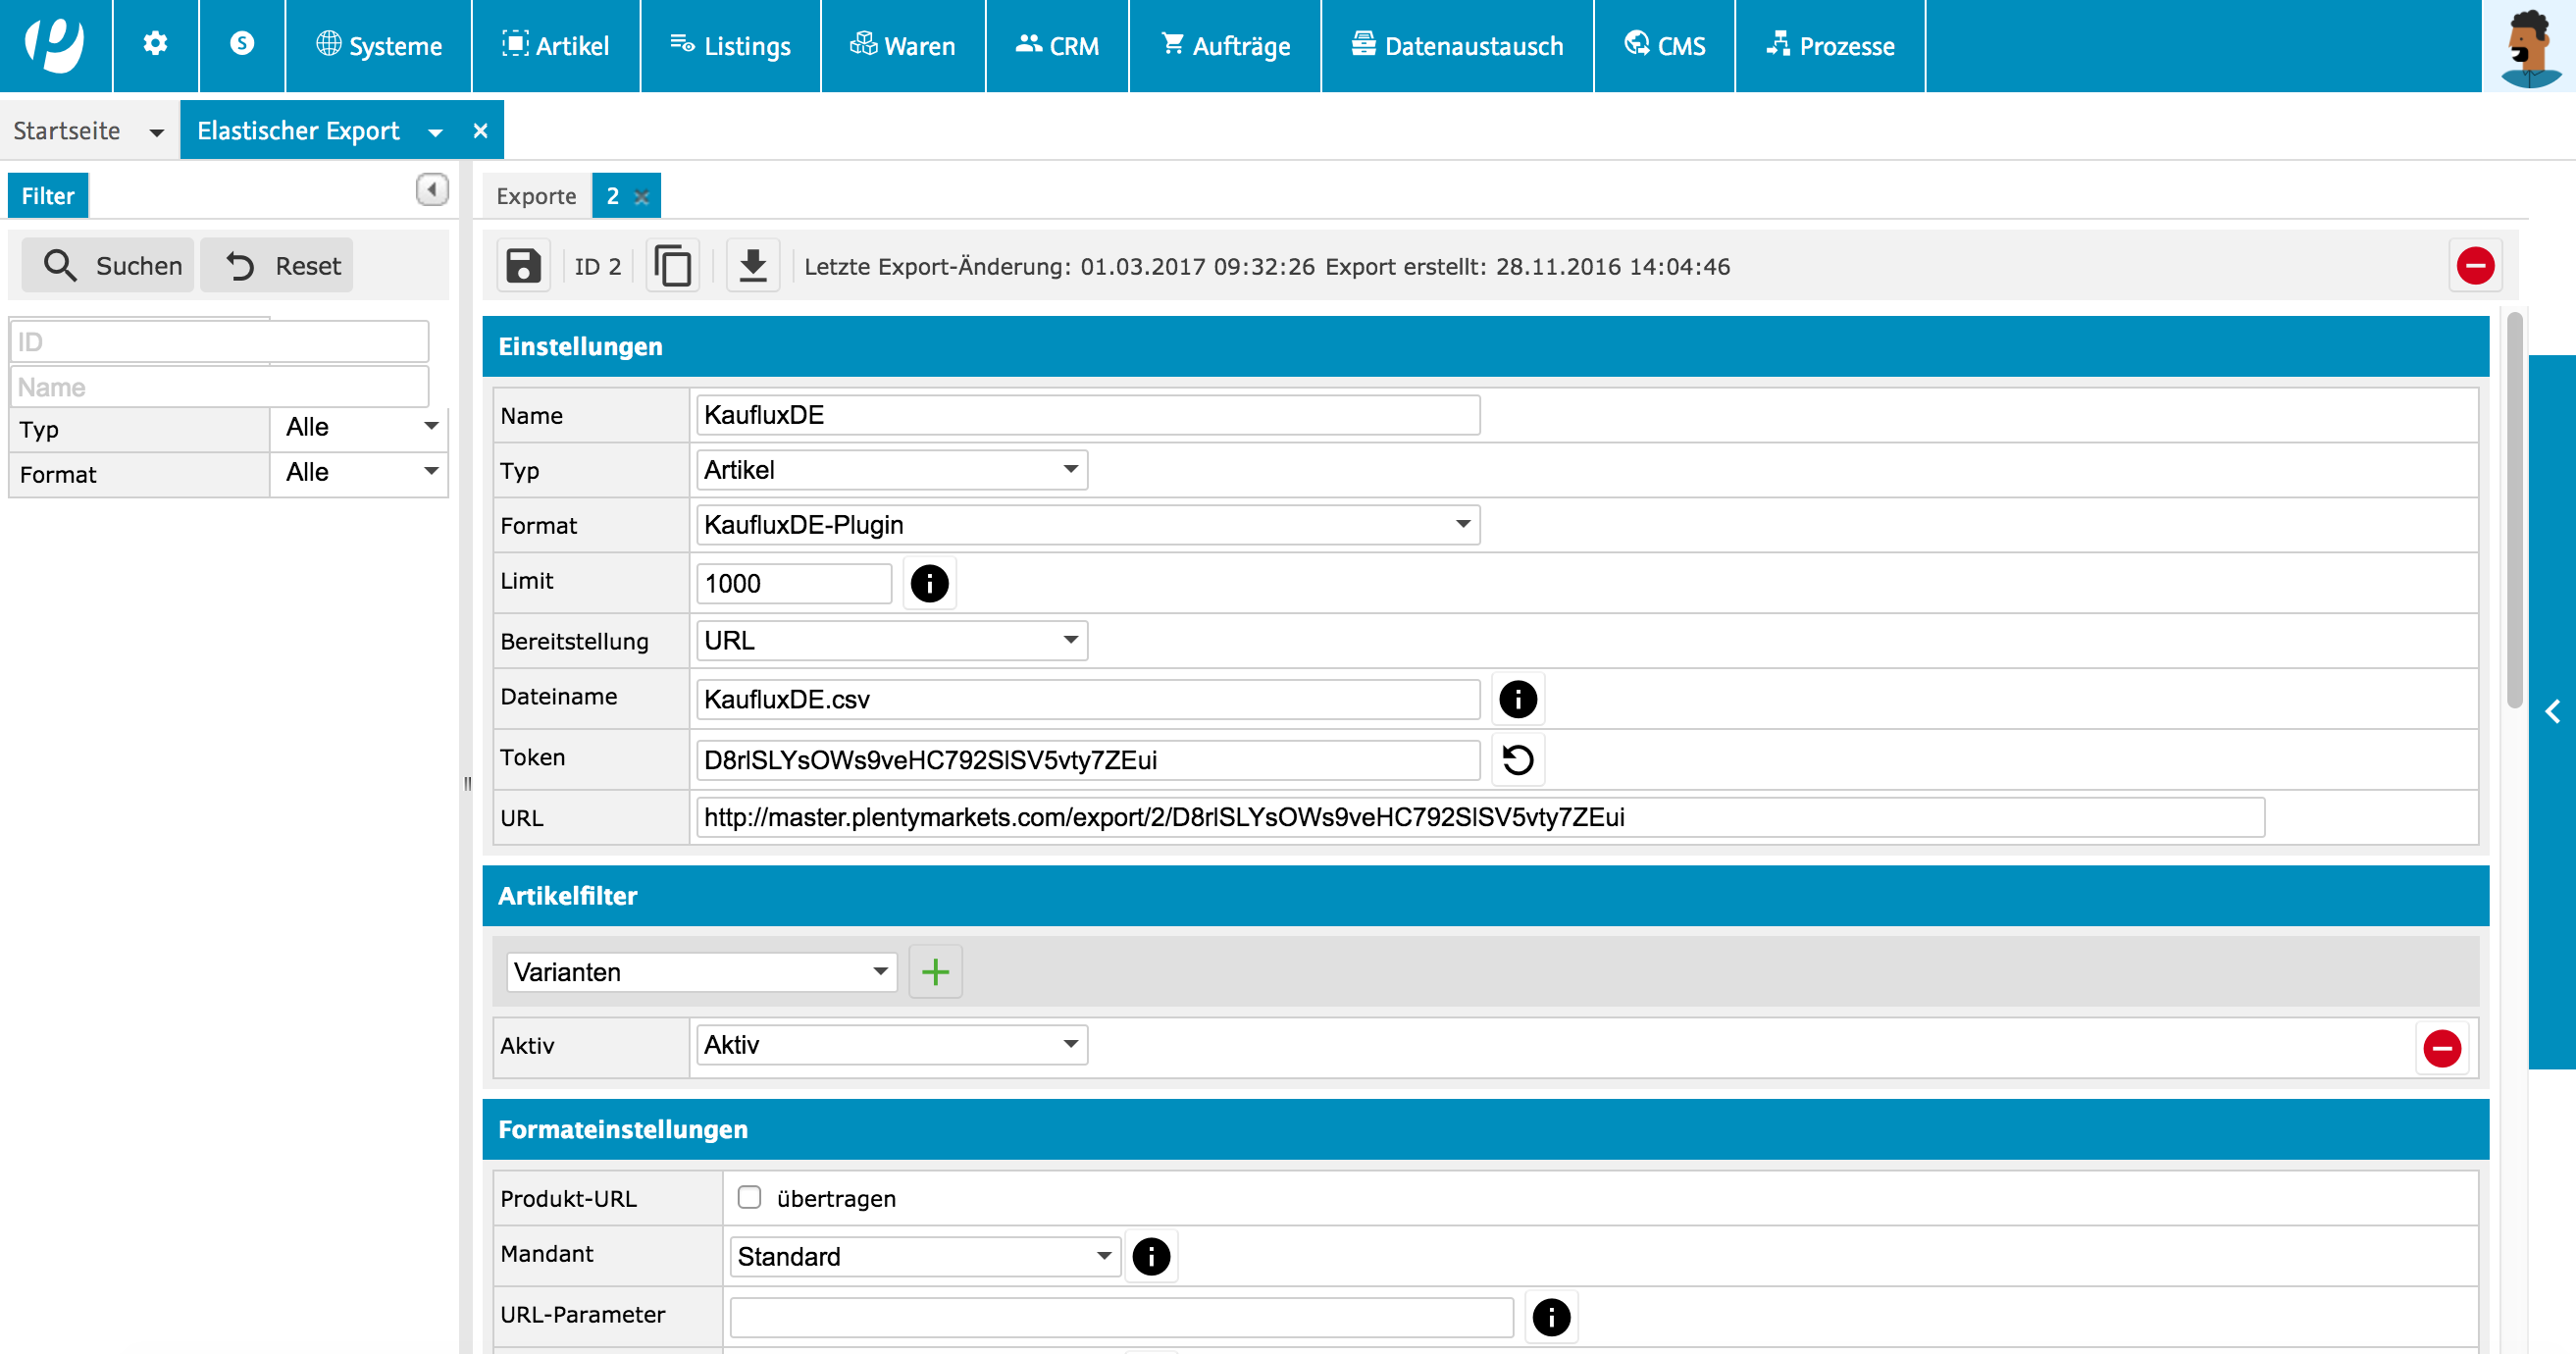 Systeme Artikel Listings Waren CRM Aufträge Datenaustausch CMS Prozesse
Startseite Elastischer Export
Filter
Suchen Reset
ID
Name
Typ Alle
Format Alle
Exporte 2
ID 2 Letzte Export-Änderung: 01.03.2017 09:32:26 Export erstellt: 28.11.2016 14:04:46
Einstellungen
Name KaufluxDE
Typ Artikel
Format KaufluxDE-Plugin
Limit 1000
Bereitstellung URL
Dateiname KaufluxDE.csv
Token D8rlSLYsOWs9veHC792SlSV5vty7ZEui
URL http://master.plentymarkets.com/export/2/D8rlSLYsOWs9veHC792SlSV5vty7ZEui
Artikelfilter
Varianten
Aktiv Aktiv
Formateinstellungen
Produkt-URL übertragen
Mandant Standard
URL-Parameter